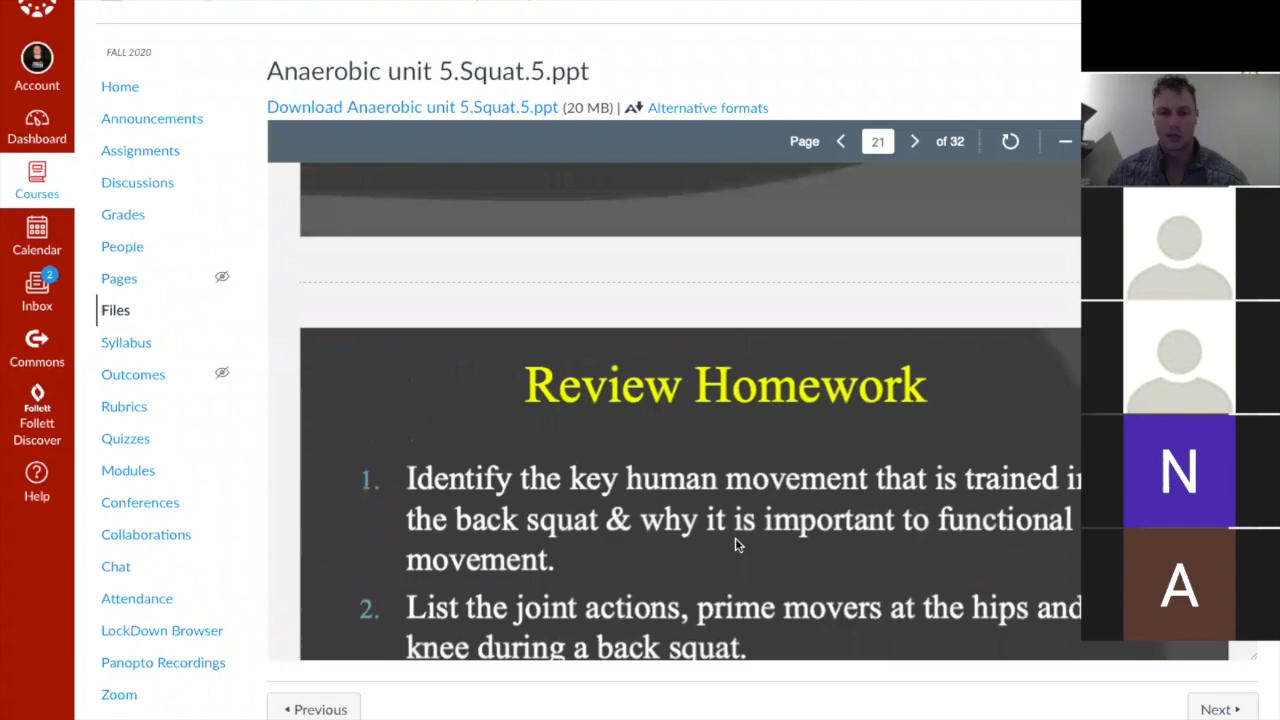 Account
Dashboard
Courses
Calendar
2
Inbox
Commons
Follett
Follett
Discover
Help
FALL 2020
Home
Announcements
Assignments
Discussions
Grades
People
Pages
Files
Syllabus
Outcomes
Rubrics
Quizzes
Modules
Conferences
Collaborations
Chat
Attendance
LockDown Browser
Panopto Recordings
Zoom
Anaerobic unit 5.Squat.5.ppt
Download Anaerobic unit 5.Squat.5.ppt (20 MB) | Alternative formats
Page 21 of 32
Review Homework
1. Identify the key human movement that is trained in
the back squat & why it is important to functional
movement.
2. List the joint actions, prime movers at the hips and
knee during a back squat.
Previous
Next
N
A